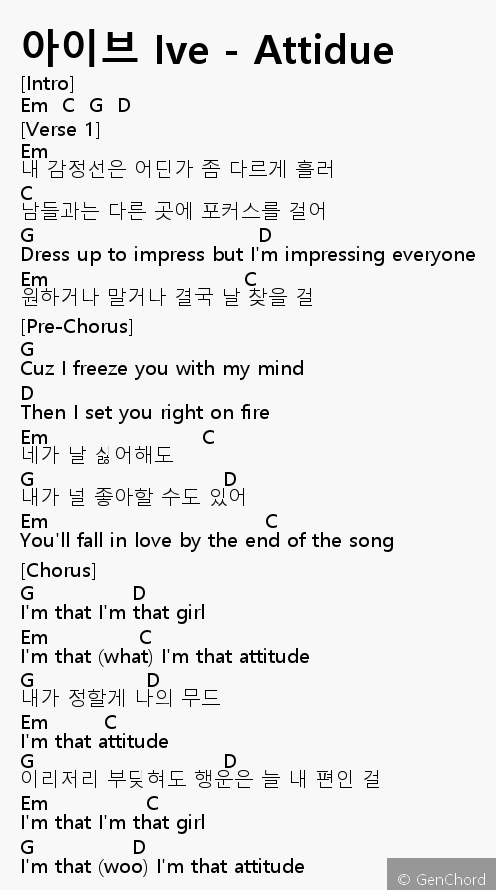 아이브 Ive - Attidue
[Intro]
Em C G D
[Verse 1]
Em
내 감정선은 어딘가 좀 다르게 흘러
C
남들과는 다른 곳에 포커스를 걸어
G D
Dress up to impress but I'm impressing everyone
Em C
원하거나 말거나 결국 날 찾을 걸
[Pre-Chorus]
G
Cuz I freeze you with my mind
D
Then I set you right on fire
Em C
네가 날 싫어해도
G D
내가 널 좋아할 수도 있어
Em C
You'll fall in love by the end of the song
[Chorus]
G D
I'm that I'm that girl
Em C
I'm that (what) I'm that attitude
G D
내가 정할게 나의 무드
Em C
I'm that attitude
G D
이리저리 부딪혀도 행운은 늘 내 편인 걸
Em C
I'm that I'm that girl
G D
I'm that (woo) I'm that attitude
© GenChord